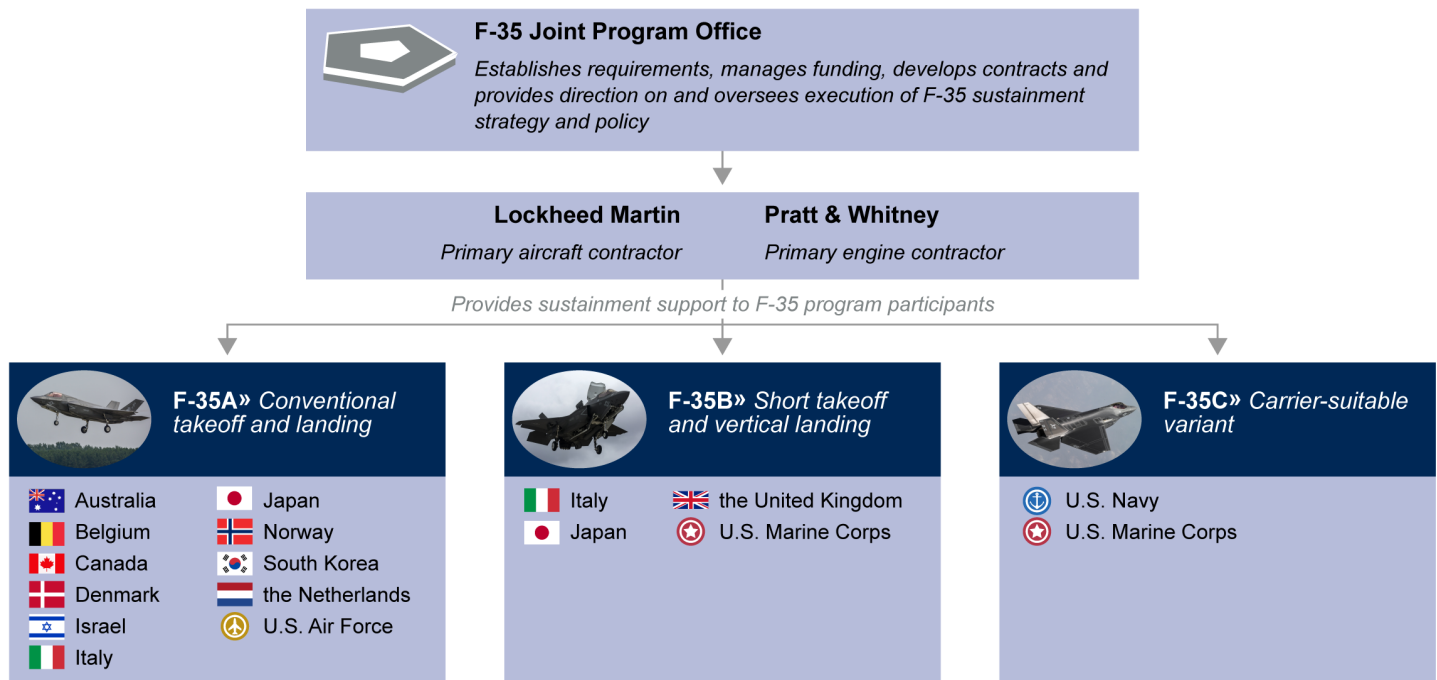 F-35 Joint Program Office
Establishes requirements, manages funding, develops contracts and
provides direction on and oversees execution of F-35 sustainment
strategy and policy
Lockheed Martin
Primary aircraft contractor
Pratt & Whitney
Primary engine contractor
Provides sustainment support to F-35 program participants
F-35A» Conventional
takeoff and landing
Australia
Belgium
Canada
Denmark
Israel
Italy
Japan
Norway
South Korea
the Netherlands
U.S. Air Force
F-35B» Short takeoff
and vertical landing
Italy
Japan
the United Kingdom
U.S. Marine Corps
F-35C» Carrier-suitable
variant
U.S. Navy
U.S. Marine Corps